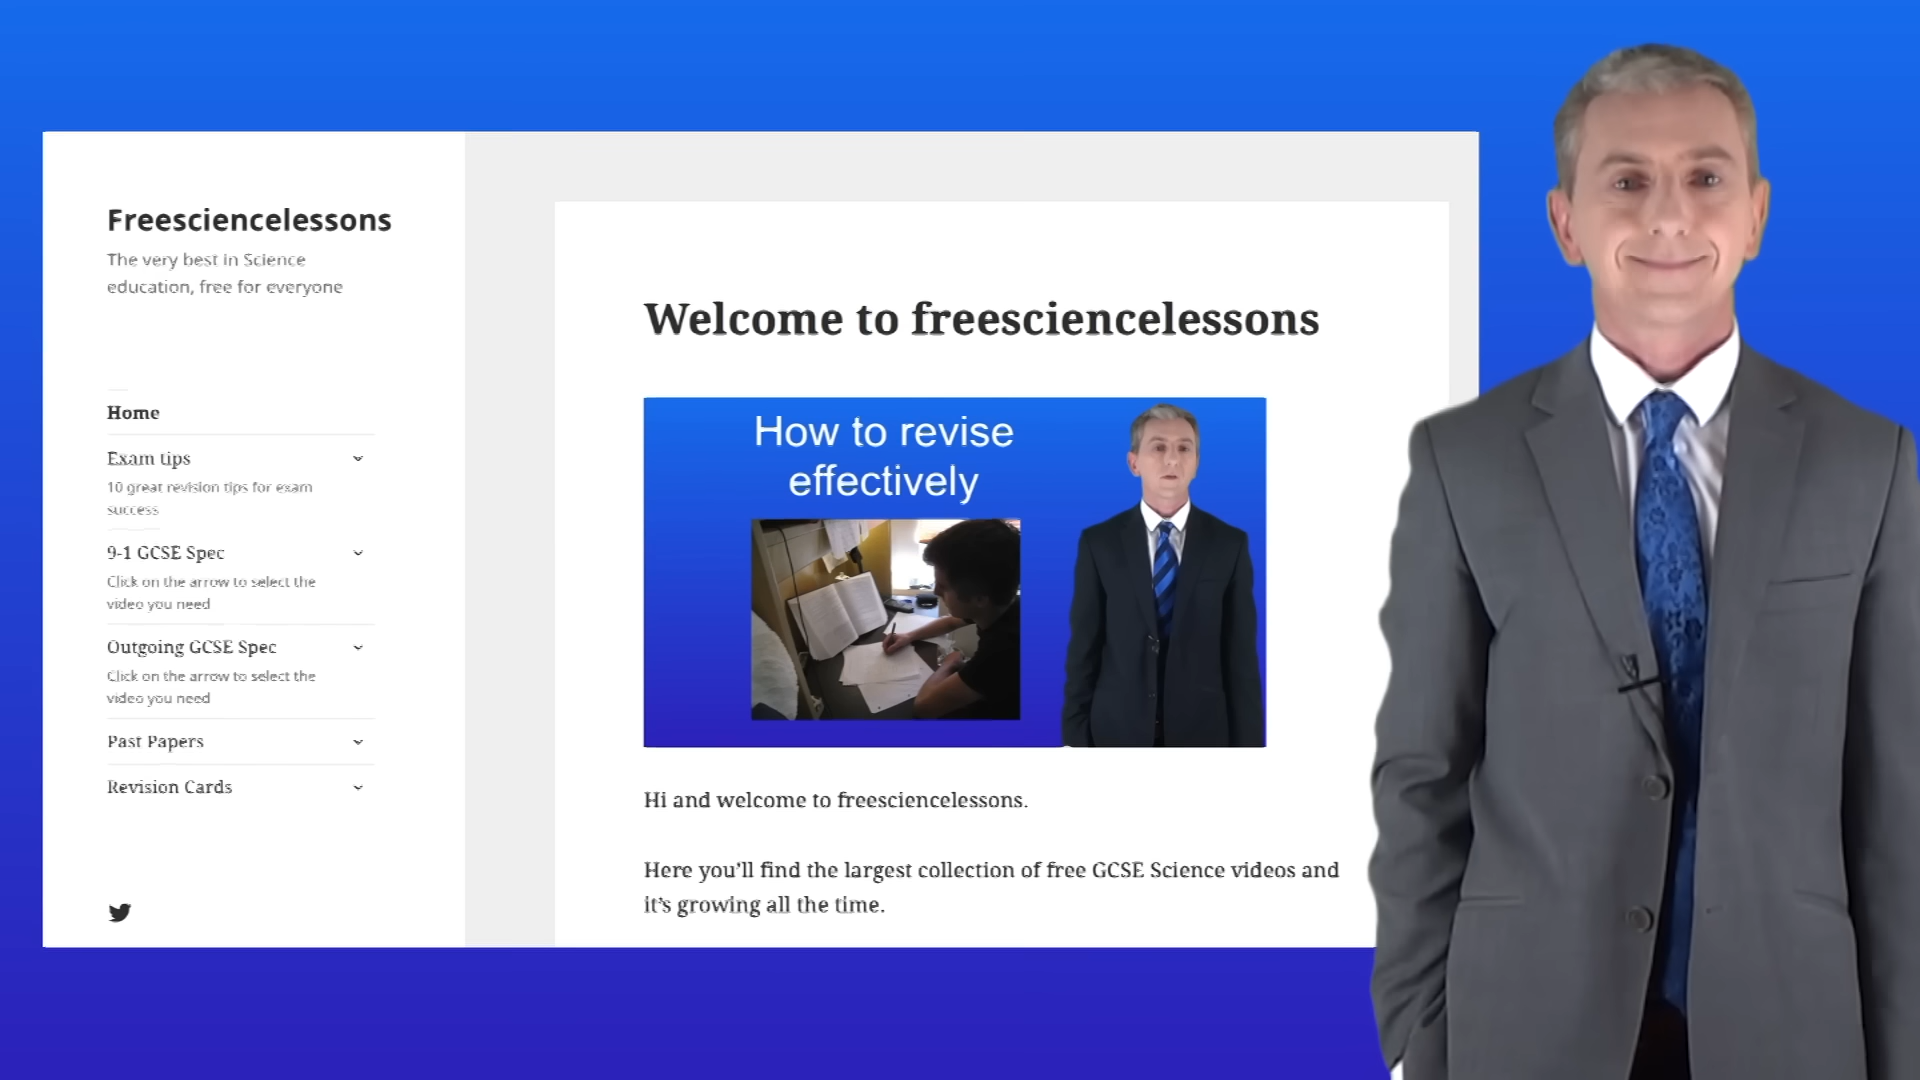 Freesciencelessons
The very best in Science
education, free for everyone
Home
Exam tips
10 great revision tips for exam
success
9-1 GCSE Spec
Click on the arrow to select the
video you need
Outgoing GCSE Spec
Click on the arrow to select the
video you need
Past Papers
Revision Cards
Welcome to freesciencelessons
How to revise
effectively
Hi and welcome to freesciencelessons.
Here you’ll find the largest collection of free GCSE Science videos and
it’s growing all the time.